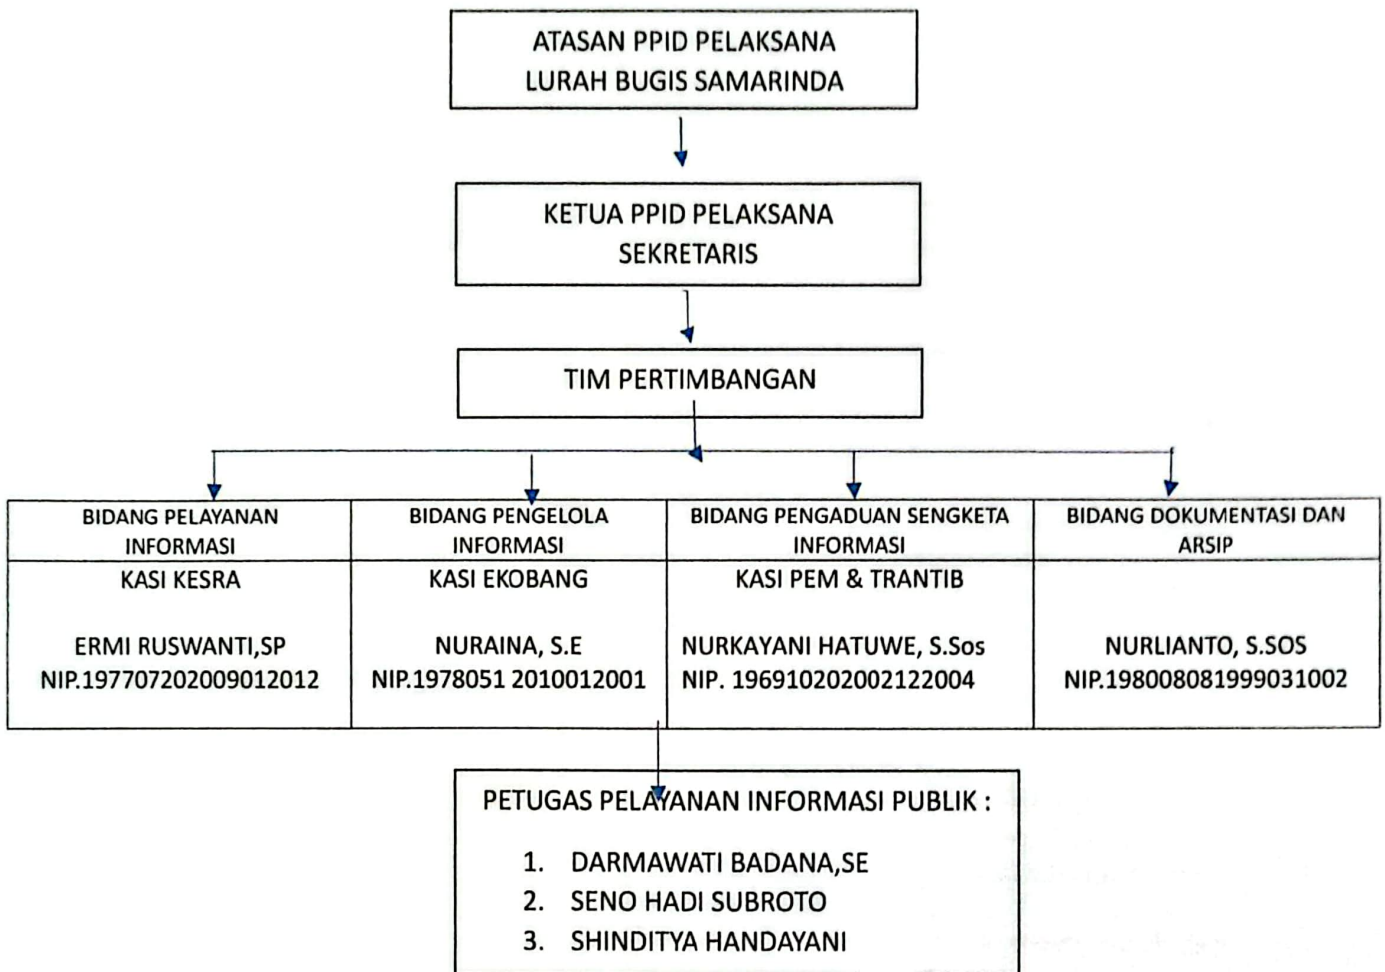 ATASAN PPID PELAKSANA
LURAH BUGIS SAMARINDA
KETUA PPID PELAKSANA
SEKRETARIS
TIM PERTIMBANGAN
BIDANG PELAYANAN
INFORMASI
KASI KESRA
ERMI RUSWANTI,SP
NIP.197707202009012012
BIDANG PENGELOLA
INFORMASI
KASI EKOBANG
NURAINA, S.E
NIP.1978051 2010012001
BIDANG PENGADUAN SENGKETA
INFORMASI
KASI PEM & TRANTIB
NURKAYANI HATUWE, S.Sos
NIP. 196910202002122004
BIDANG DOKUMENTASI DAN
ARSIP
NURLIANTO, S.SOS
NIP.198008081999031002
PETUGAS PELAYANAN INFORMASI PUBLIK :
1. DARMAWATI BADANA,SE
2. SENO HADI SUBROTO
3. SHINDITYA HANDAYANI